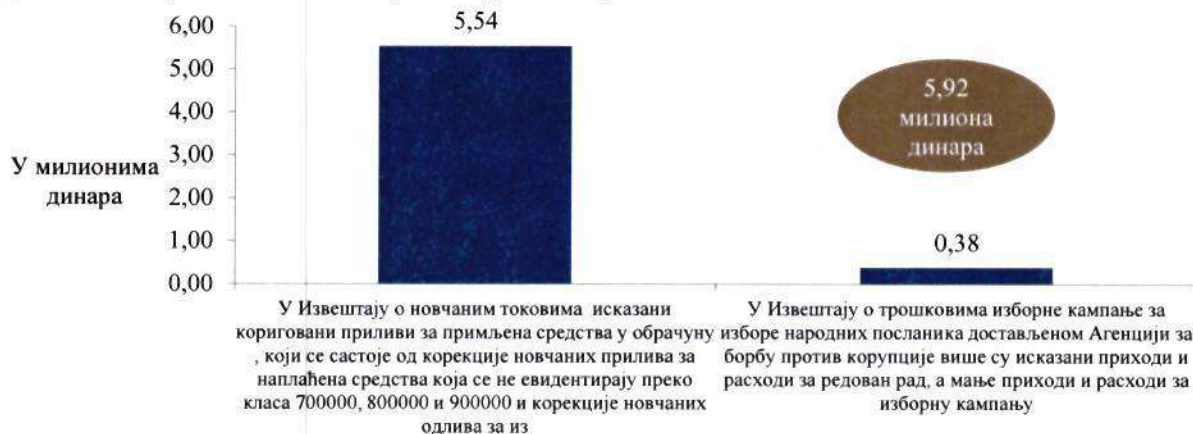 6,00
5,00
4,00
3,00
2,00
1,00
0,00
У милионима
динара
5,54
5,92
милиона
динара
0,38
У Извештају о новчаним токовима исказани
кориговани приливи за примљена средства у обрачуну
, који се састоје од корекције новчаних прилива за
наплаћена средства која се не евидентирају преко
класа 700000, 800000 и 900000 и корекције новчаних
одлива за из
У Извештају о трошковима изборне кампање за
изборе народних посланика достављеном Агенцији за
борбу против корупције више су исказани приходи и
расходи за редован рад, а мање приходи и расходи за
изборну кампању